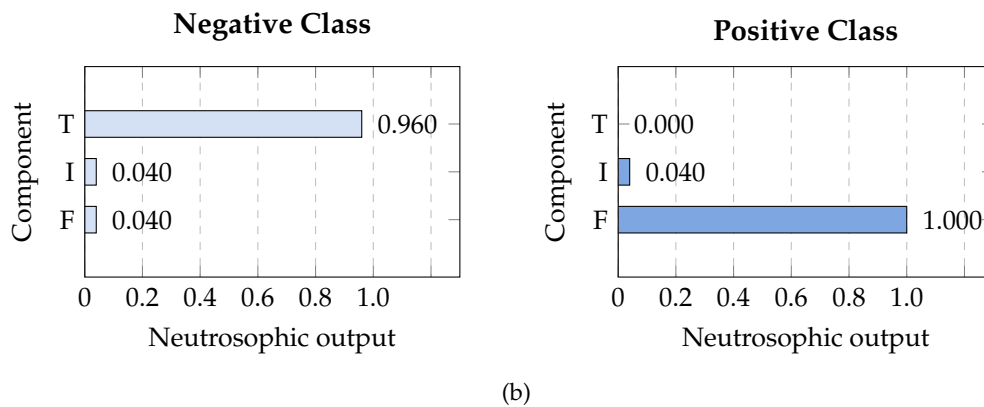 Negative Class
Component
T
0.960
I
0.040
F
0.040
0 0.2 0.4 0.6 0.8 1.0
Neutrosophic output
Positive Class
Component
T
0.000
I
0.040
F
1.000
0 0.2 0.4 0.6 0.8 1.0
Neutrosophic output
(b)